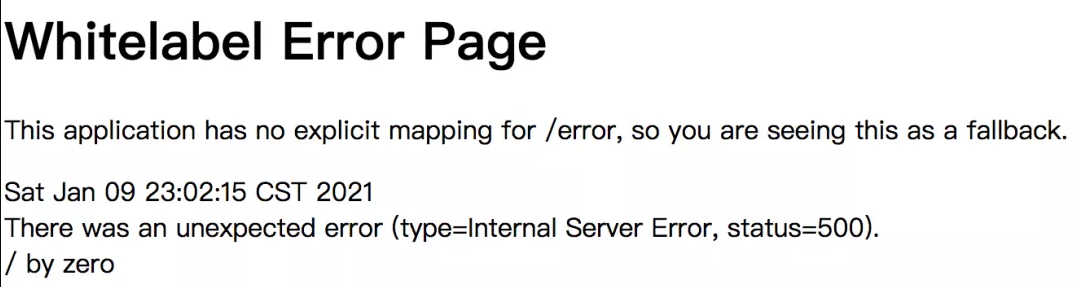 Whitelabel Error Page
This application has no explicit mapping for /error, so you are seeing this as a fallback.
Sat Jan 09 23:02:15 CST 2021
There was an unexpected error (type=Internal Server Error, status=500).
/ by zero